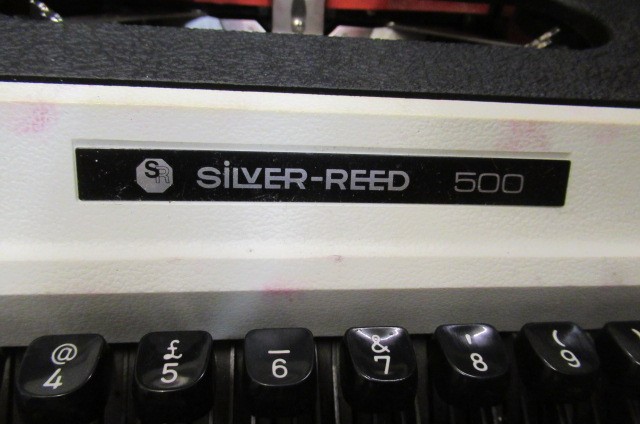 SR SILVER-REED 500
@ £ _ & ' (
4 5 6 7 8 9